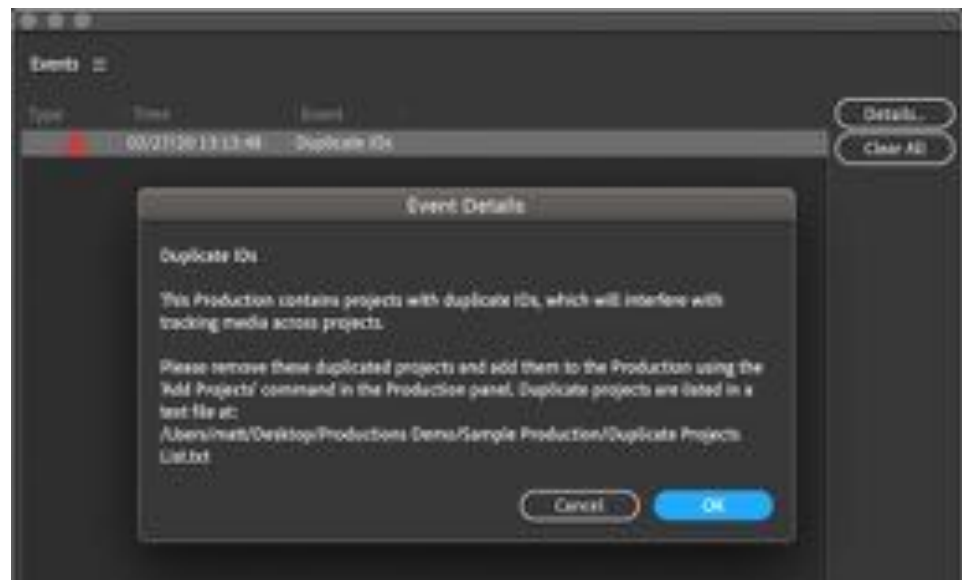 Events
Type Time Event
Details...
02/27/20 13:13:48 Duplicate IDs
Clear All
Event Details
Duplicate IDs
This Production contains projects with duplicate IDs, which will interfere with
tracking media across projects.
Please remove these duplicated projects and add them to the Production using the
'Add Projects' command in the Production panel. Duplicate projects are listed in a
text file at:
/Users/matt/Desktop/Productions Demo/Sample Production/Duplicate Projects
List.txt
Cancel OK